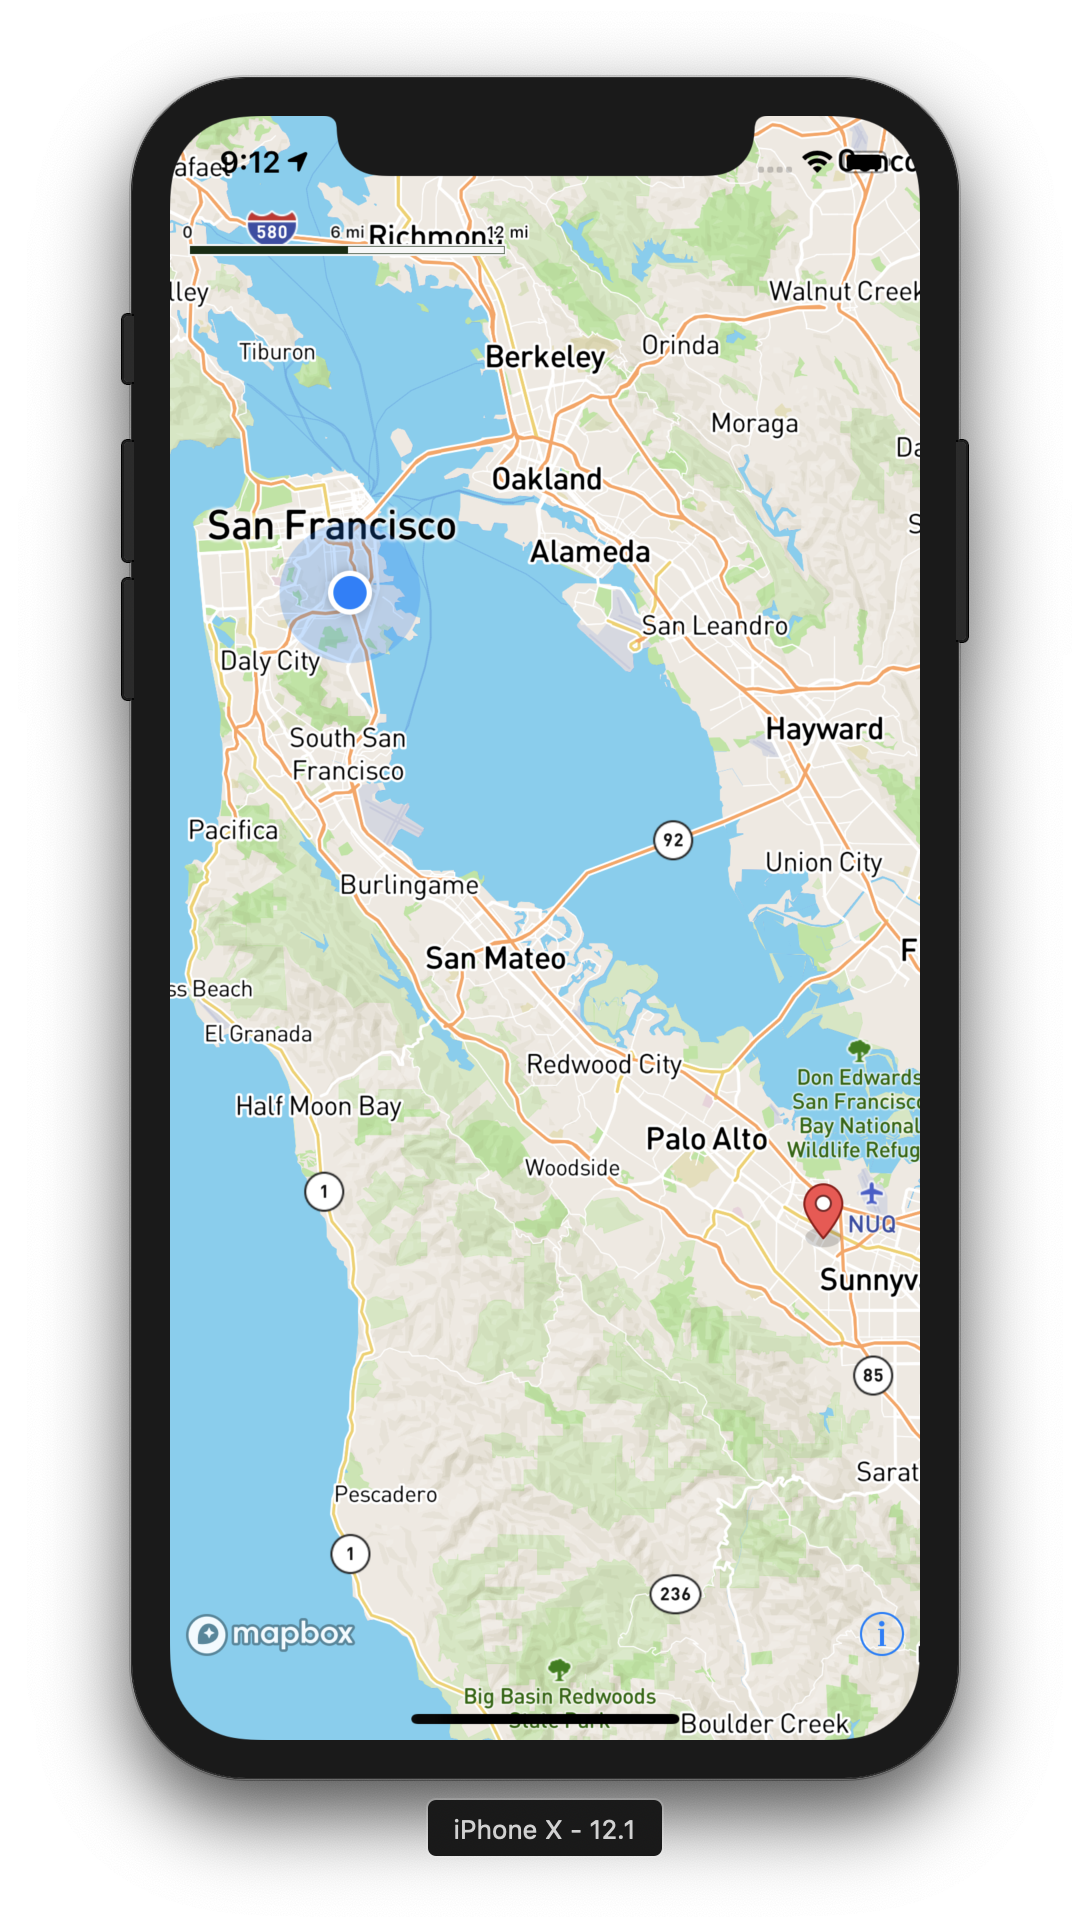 9:12
afael
Conco
580
0
6 mi
Richmond
12 mi
Walnut Creek
lley
Tiburon
Orinda
Berkeley
Moraga
Da
Oakland
San Francisco
S
Alameda
San Leandro
Daly City
Hayward
South San
Francisco
Pacifica
92
Union City
Burlingame
F
San Mateo
ss Beach
El Granada
Redwood City
Don Edwards
San Francisco
Bay National
Wildlife Refug
Half Moon Bay
Palo Alto
Woodside
1
NUQ
Sunnyva
85
Sarat
Pescadero
1
236
mapbox
i
Big Basin Redwoods
State Park
Boulder Creek
iPhone X - 12.1